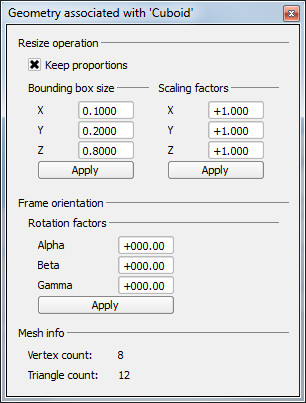 Geometry associated with 'Cuboid'
Resize operation
Keep proportions
Bounding box size Scaling factors
X 0.1000 X +1.000
Y 0.2000 Y +1.000
Z 0.8000 Z +1.000
Apply Apply
Frame orientation
Rotation factors
Alpha +000.00
Beta +000.00
Gamma +000.00
Apply
Mesh info
Vertex count: 8
Triangle count: 12